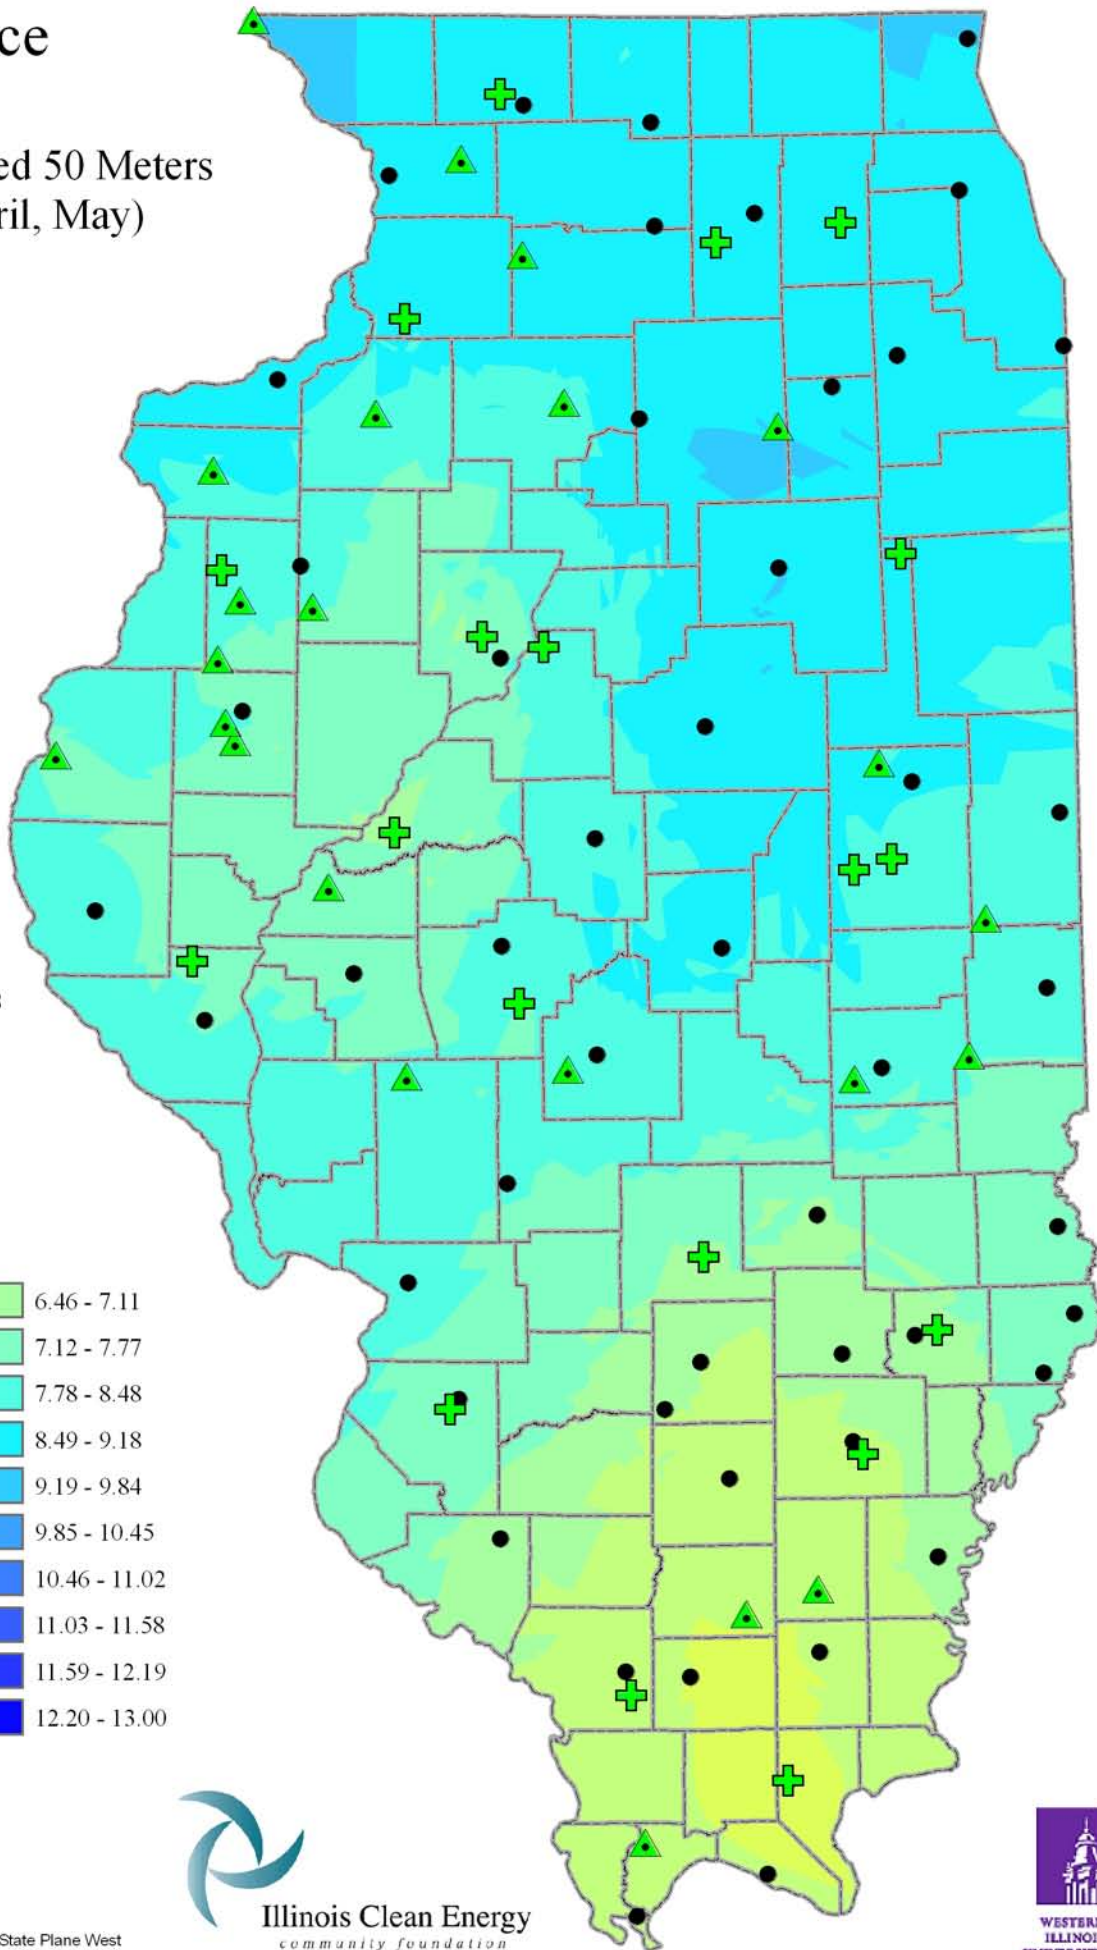 ce
ed 50 Meters
ril, May)
6.46 - 7.11
7.12 - 7.77
7.78 - 8.48
8.49 - 9.18
9.19 - 9.84
9.85 - 10.45
10.46 - 11.02
11.03 - 11.58
11.59 - 12.19
12.20 - 13.00
Illinois Clean Energy
community foundation
State Plane West
WESTERN
ILLINOIS